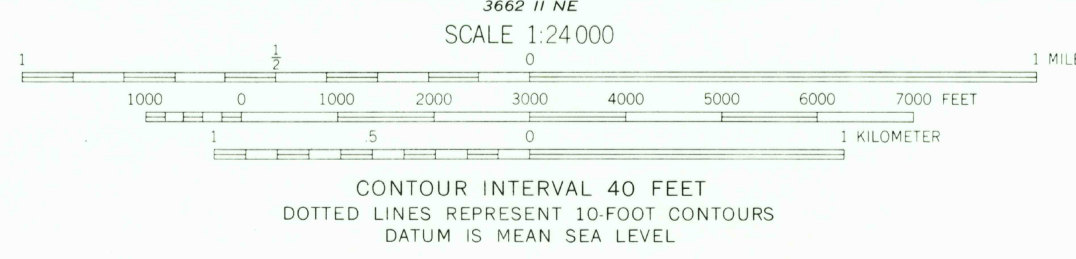 3662 II NE
SCALE 1:24 000
1 1/2 0 1 MILE
1000 0 1000 2000 3000 4000 5000 6000 7000 FEET
1 .5 0 1 KILOMETER
CONTOUR INTERVAL 40 FEET
DOTTED LINES REPRESENT 10-FOOT CONTOURS
DATUM IS MEAN SEA LEVEL